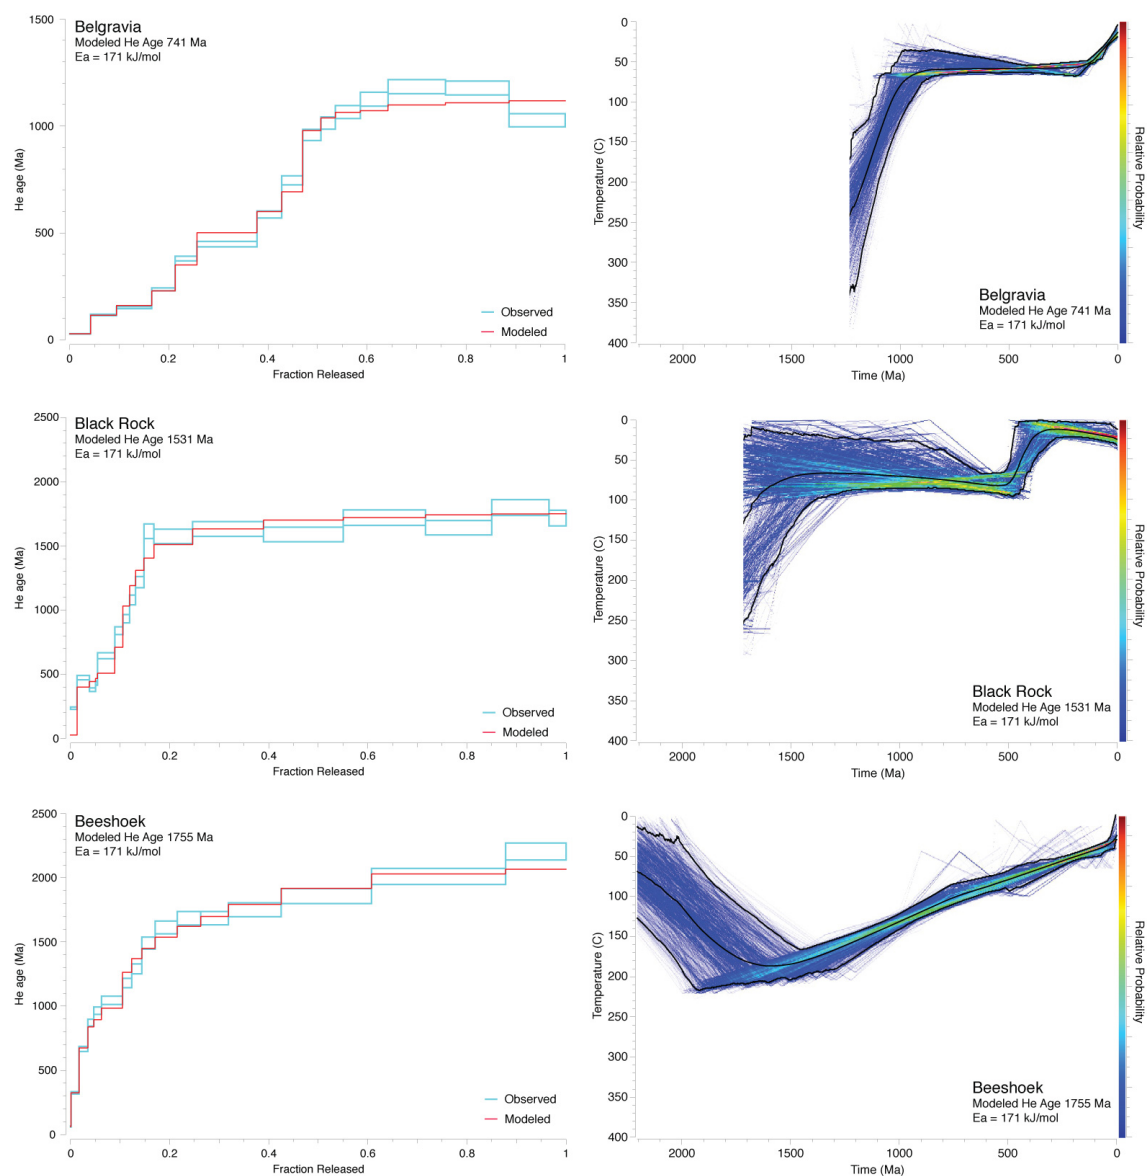 1500
1000
500
0
He age (Ma)
Belgravia
Modeled He Age 741 Ma
Ea = 171 kJ/mol
Observed
Modeled
0
0.2
0.4
0.6
0.8
1
Fraction Released
0
50
100
150
200
250
300
350
400
Temperature (C)
Belgravia
Modeled He Age 741 Ma
Ea = 171 kJ/mol
2000
1500
1000
500
0
Time (Ma)
Relative Probability
2500
2000
1500
1000
500
0
He age (Ma)
Black Rock
Modeled He Age 1531 Ma
Ea = 171 kJ/mol
Observed
Modeled
0
0.2
0.4
0.6
0.8
1
Fraction Released
0
50
100
150
200
250
300
350
400
Temperature (C)
Black Rock
Modeled He Age 1531 Ma
Ea = 171 kJ/mol
2000
1500
1000
500
0
Time (Ma)
Relative Probability
2500
2000
1500
1000
500
0
He age (Ma)
Beeshoek
Modeled He Age 1755 Ma
Ea = 171 kJ/mol
Observed
Modeled
0
0.2
0.4
0.6
0.8
1
Fraction Released
0
50
100
150
200
250
300
350
400
Temperature (C)
Beeshoek
Modeled He Age 1755 Ma
Ea = 171 kJ/mol
2000
1500
1000
500
0
Time (Ma)
Relative Probability